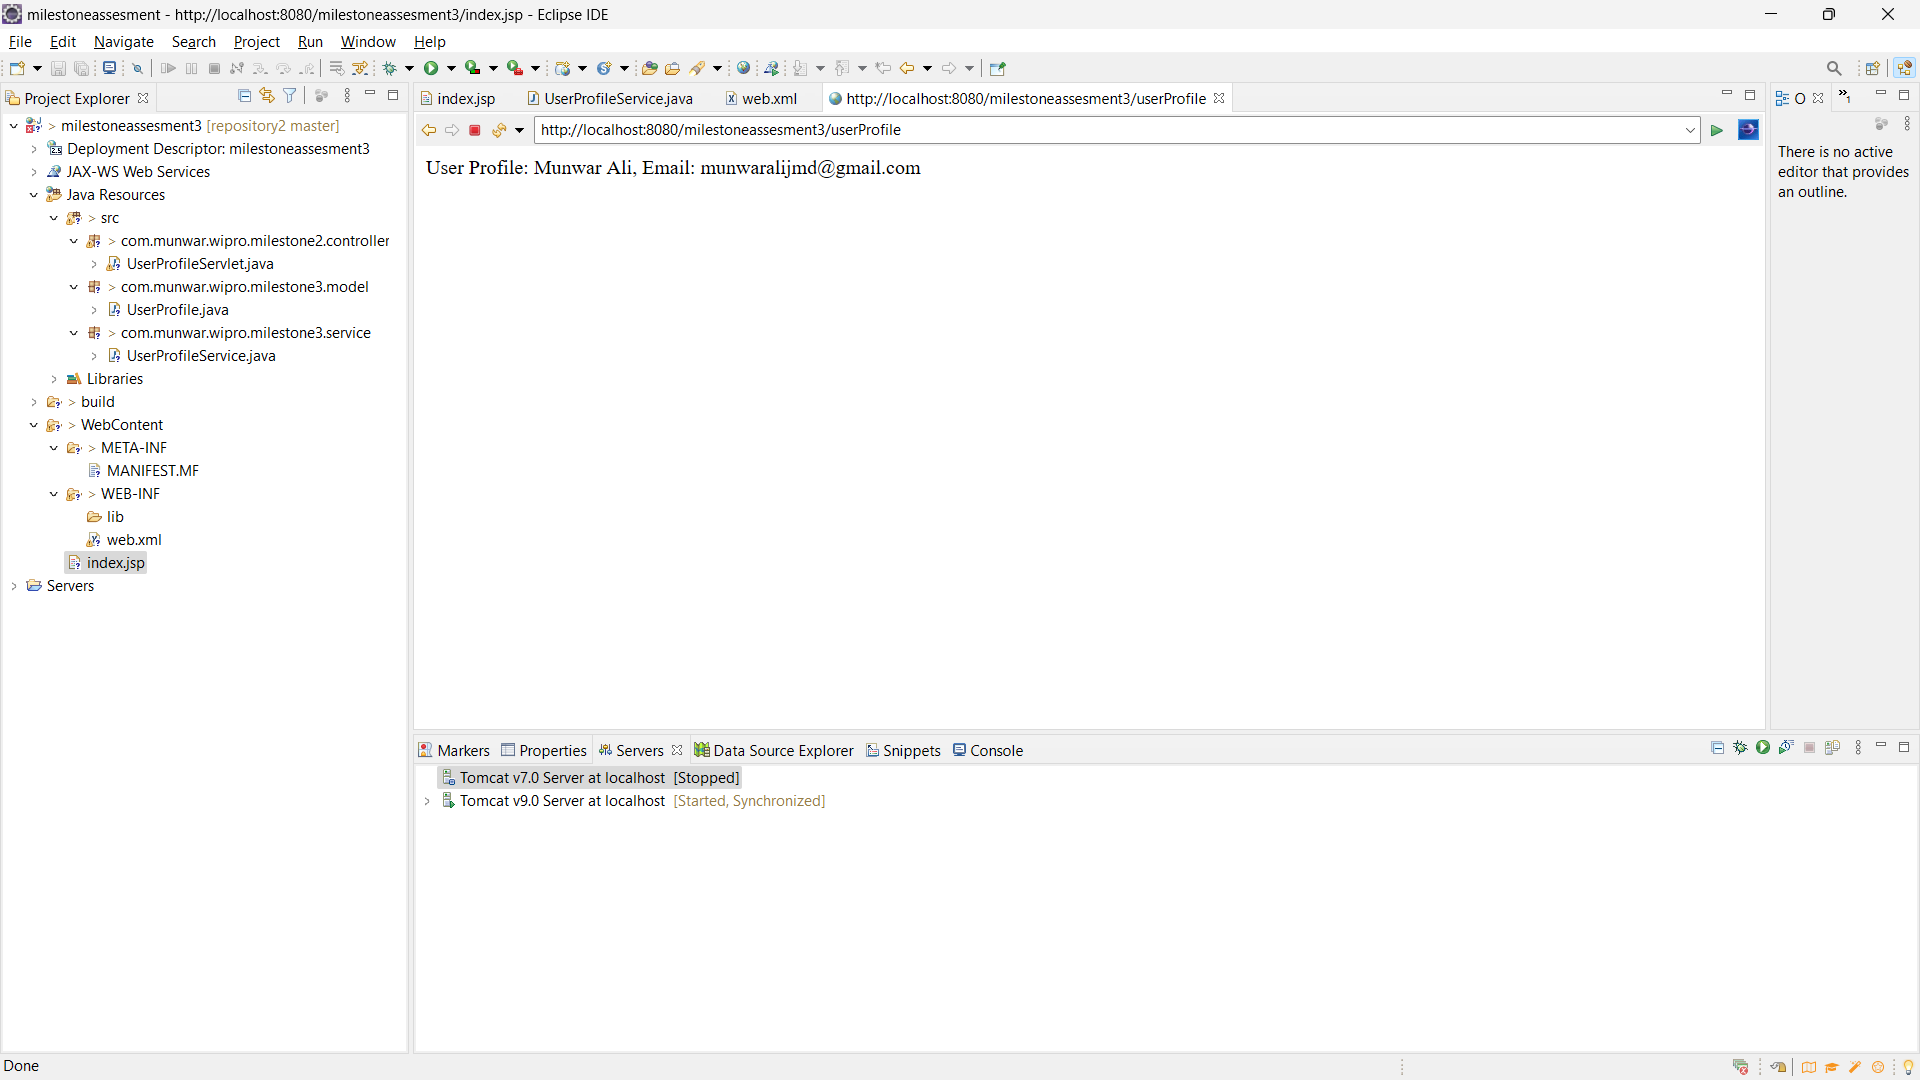 milestoneassesment - http://localhost:8080/milestoneassesment3/index.jsp - Eclipse IDE
File Edit Navigate Search Project Run Window Help
Project Explorer
milestoneassesment3 [repository2 master]
Deployment Descriptor: milestoneassesment3
JAX-WS Web Services
Java Resources
> src
> com.munwar.wipro.milestone2.controller
UserProfileServlet.java
> com.munwar.wipro.milestone3.model
UserProfile.java
> com.munwar.wipro.milestone3.service
UserProfileService.java
Libraries
> build
> WebContent
> META-INF
MANIFEST.MF
> WEB-INF
lib
web.xml
index.jsp
Servers
index.jsp UserProfileService.java web.xml http://localhost:8080/milestoneassesment3/userProfile
http://localhost:8080/milestoneassesment3/userProfile
User Profile: Munwar Ali, Email: munwaralijmd@gmail.com
O »1
There is no active
editor that provides
an outline.
Markers Properties Servers Data Source Explorer Snippets Console
Tomcat v7.0 Server at localhost [Stopped]
Tomcat v9.0 Server at localhost [Started, Synchronized]
Done